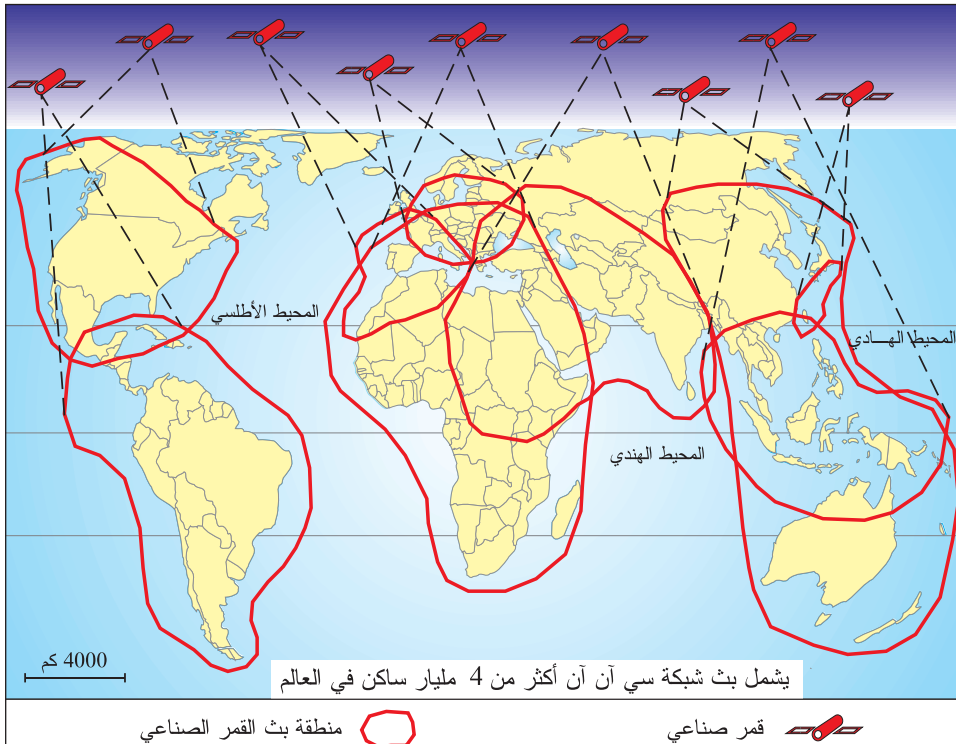 المحيط الأطلسي
المحيط الهـــادي
المحيط الهندي
4000 كم
يشمل بث شبكة سي آن آن أكثر من 4 مليار ساكن في العالم
قمر صناعي
منطقة بث القمر الصناعي